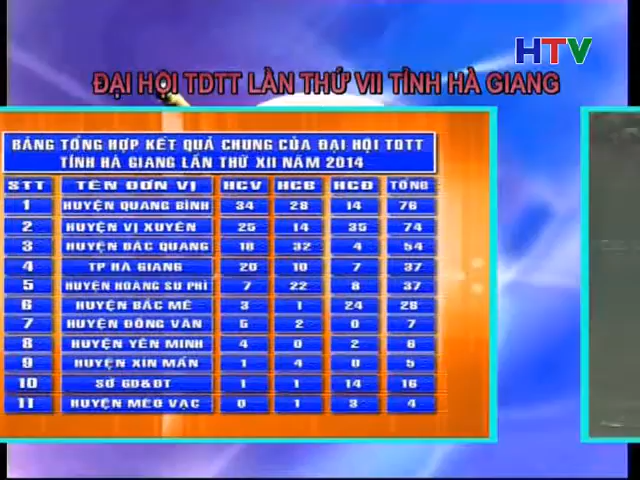 HTV
ĐẠI HỘI TDTT LẦN THỨ VII TỈNH HÀ GIANG
BẢNG TỔNG HỢP KẾT QUẢ CHUNG CỦA ĐẠI HỘI TDTT
TỈNH HÀ GIANG LẦN THỨ XII NĂM 2014
STT TÊN ĐƠN VỊ HCV HCB HCĐ TỔNG
1 HUYỆN QUANG BÌNH 34 28 14 76
2 HUYỆN VỊ XUYÊN 25 14 35 74
3 HUYỆN BẮC QUANG 18 32 4 54
4 TP HÀ GIANG 20 10 7 37
5 HUYỆN HOÀNG SU PHÌ 7 22 8 37
6 HUYỆN BẮC MÊ 3 1 24 28
7 HUYỆN ĐỒNG VĂN 5 2 0 7
8 HUYỆN YÊN MINH 4 0 2 6
9 HUYỆN XÍN MẦN 1 4 0 5
10 SỞ GD&ĐT 1 1 14 16
11 HUYỆN MÈO VẠC 0 1 3 4